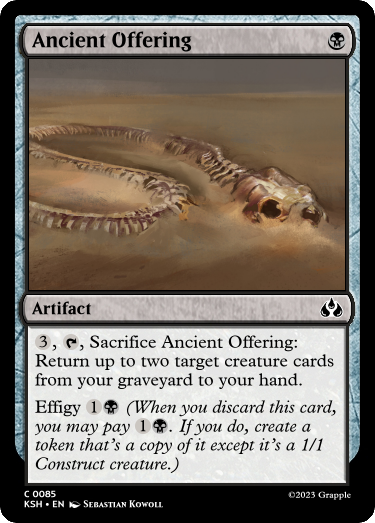 Ancient Offering
Artifact
3, T, Sacrifice Ancient Offering:
Return up to two target creature cards
from your graveyard to your hand.
Effigy 1 (When you discard this card,
you may pay 1. If you do, create a
token that's a copy of it except it's a 1/1
Construct creature.)
C 0085
KSH • EN Sebastian Kowoll
©2023 Grapple